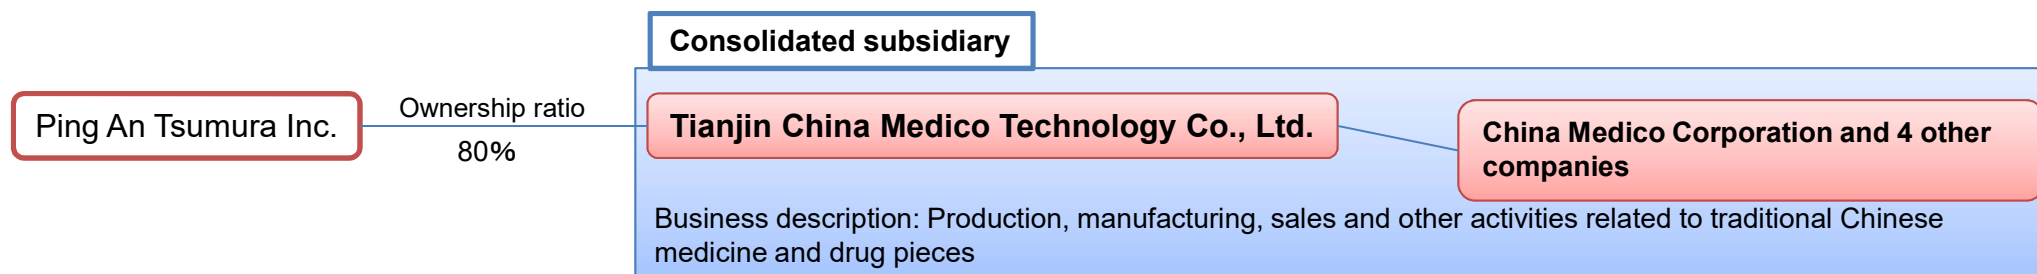 Consolidated subsidiary
Ping An Tsumura Inc.
Ownership ratio
80%
Tianjin China Medico Technology Co., Ltd.
China Medico Corporation and 4 other
companies
Business description: Production, manufacturing, sales and other activities related to traditional Chinese
medicine and drug pieces